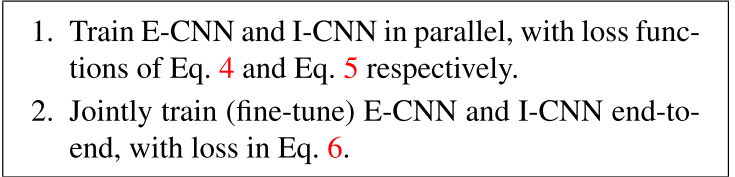 1. Train E-CNN and I-CNN in parallel, with loss func-
tions of Eq. 4 and Eq. 5 respectively.
2. Jointly train (fine-tune) E-CNN and I-CNN end-to-
end, with loss in Eq. 6.